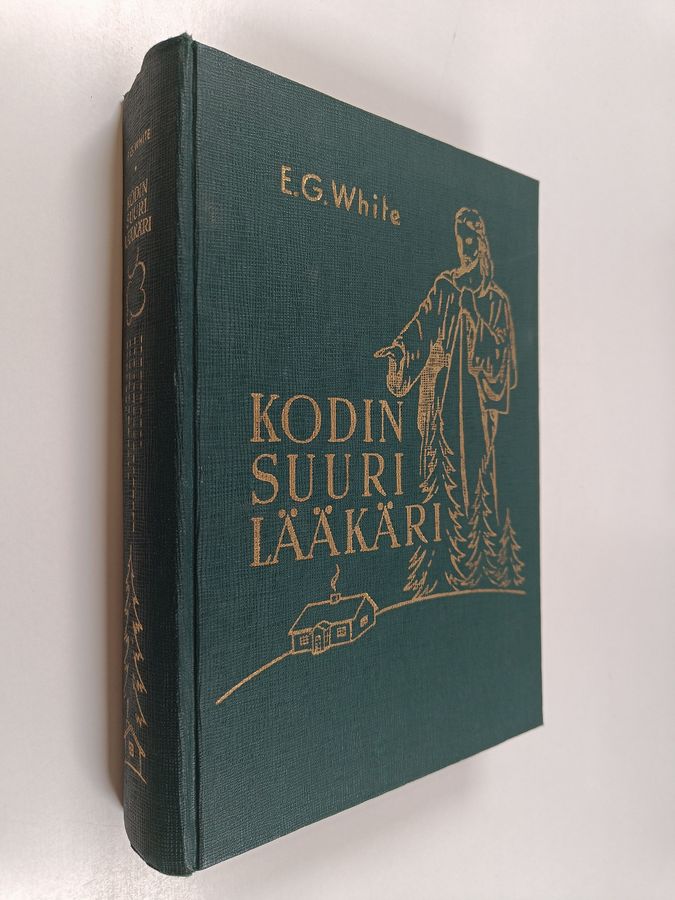 E.G. WHITE
KODIN
SUURI
LÄÄKÄRI
E.G. White
KODIN
SUURI
LÄÄKÄRI